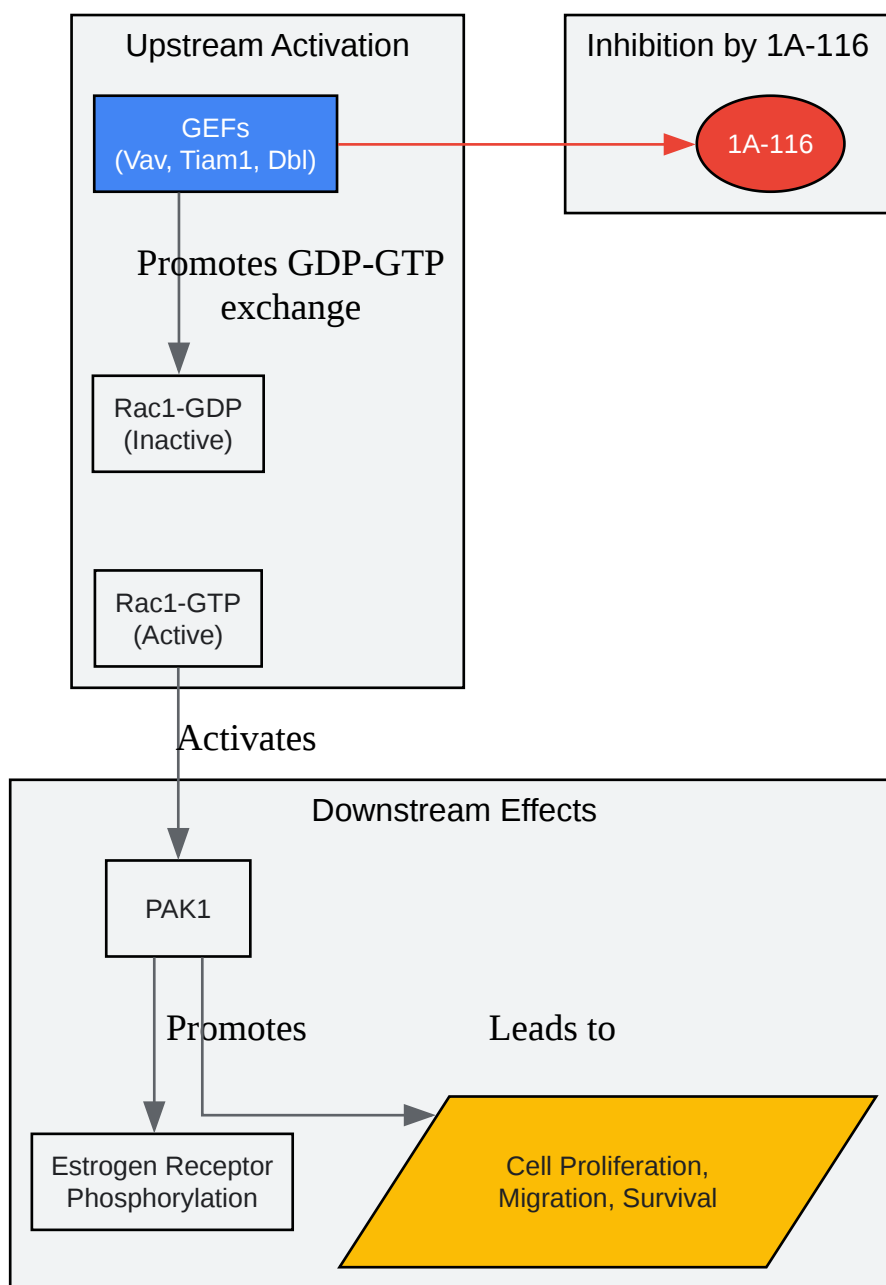 Upstream Activation
Inhibition by 1A-116
GEFs
(Vav, Tiam1, Dbl)
1A-116
Promotes GDP-GTP
exchange
Rac1-GDP
(Inactive)
Rac1-GTP
(Active)
Activates
Downstream Effects
PAK1
Promotes
Leads to
Estrogen Receptor
Phosphorylation
Cell Proliferation,
Migration, Survival